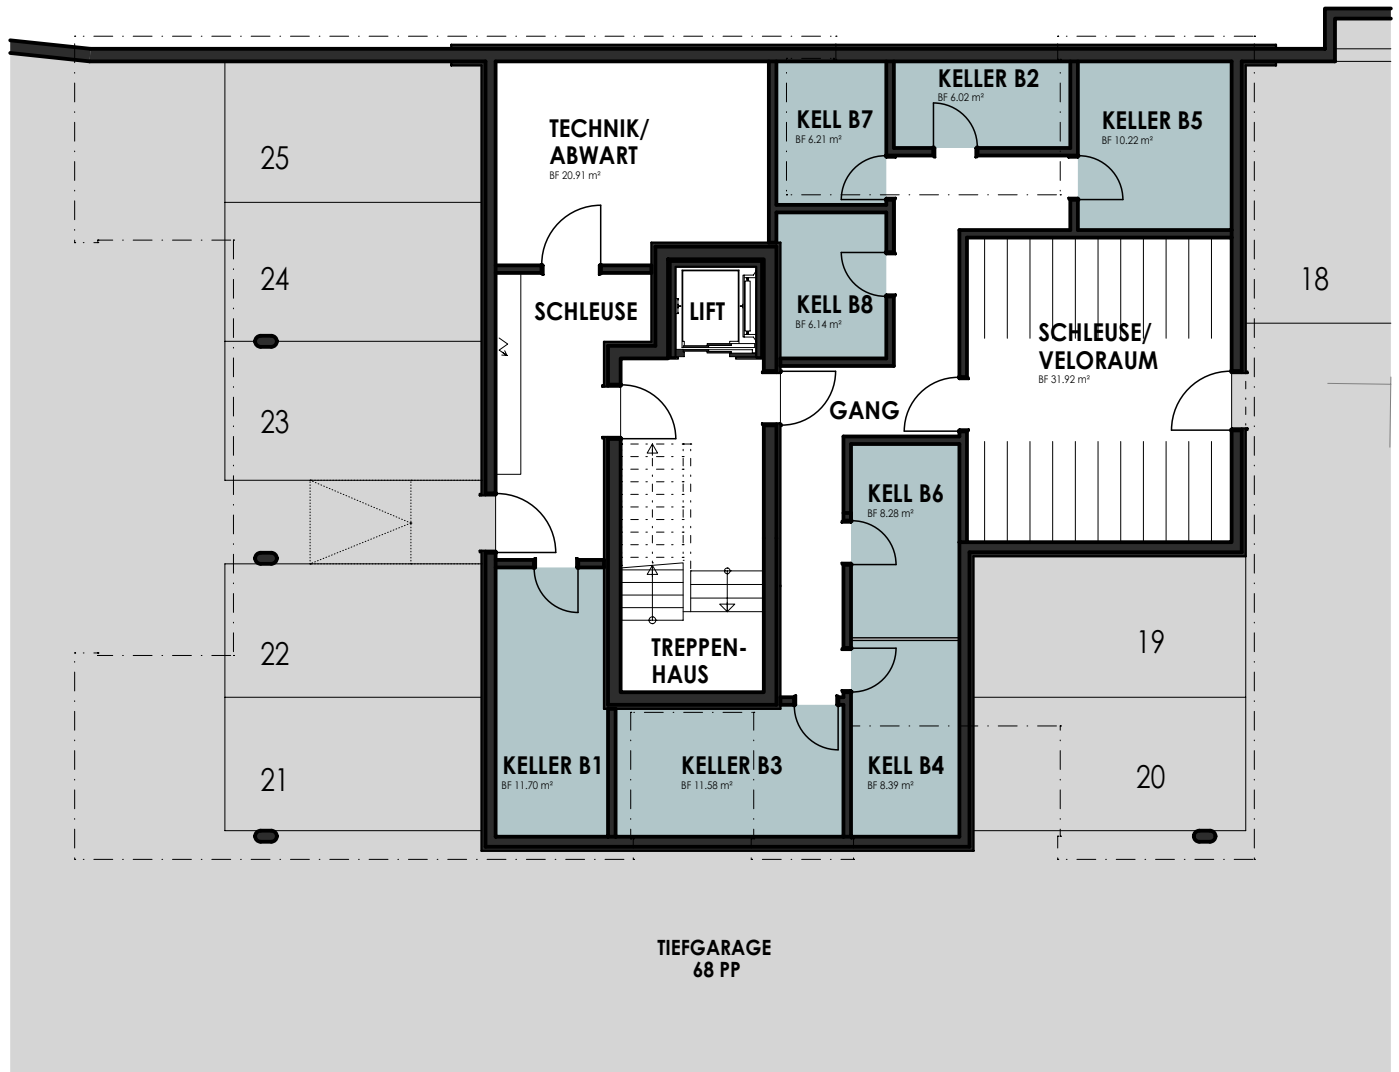 KELLER B2
BF 6.02 m²
KELL B7
BF 6.21 m²
KELLER B5
BF 10.22 m²
TECHNIK/
ABWART
BF 20.91 m²
25
24
18
SCHLEUSE
LIFT
KELL B8
BF 6.14 m²
SCHLEUSE/
VELORAUM
BF 31.92 m²
23
GANG
KELL B6
BF 8.28 m²
22
TREPPEN-
HAUS
19
21
KELLER B1
BF 11.70 m²
KELLER B3
BF 11.58 m²
KELL B4
BF 8.39 m²
20
TIEFGARAGE
68 PP